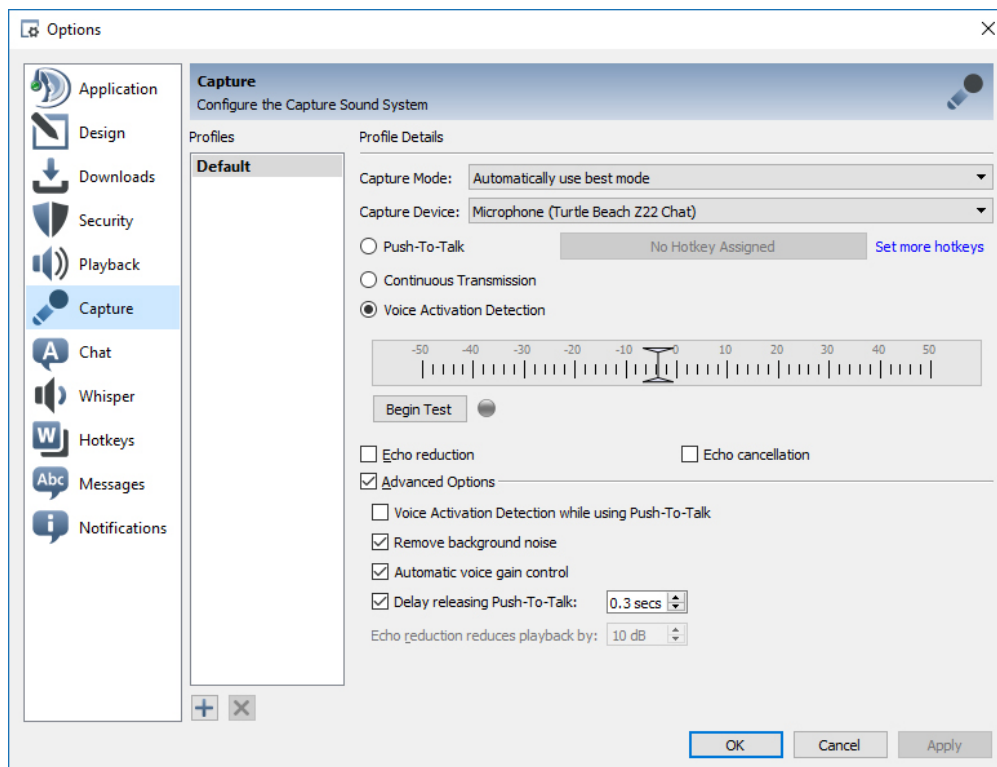 Options
Application
Design
Downloads
Security
Playback
Capture
A Chat
Whisper
W Hotkeys
Abc Messages
Notifications
Capture
Configure the Capture Sound System
Profiles
Default
Profile Details
Capture Mode: Automatically use best mode
Capture Device: Microphone (Turtle Beach Z22 Chat)
Push-To-Talk No Hotkey Assigned Set more hotkeys
Continuous Transmission
Voice Activation Detection
-50 -40 -30 -20 -10 0 10 20 30 40 50
Begin Test
Echo reduction Echo cancellation
Advanced Options
Voice Activation Detection while using Push-To-Talk
Remove background noise
Automatic voice gain control
Delay releasing Push-To-Talk: 0.3 secs
Echo reduction reduces playback by: 10 dB
OK Cancel Apply